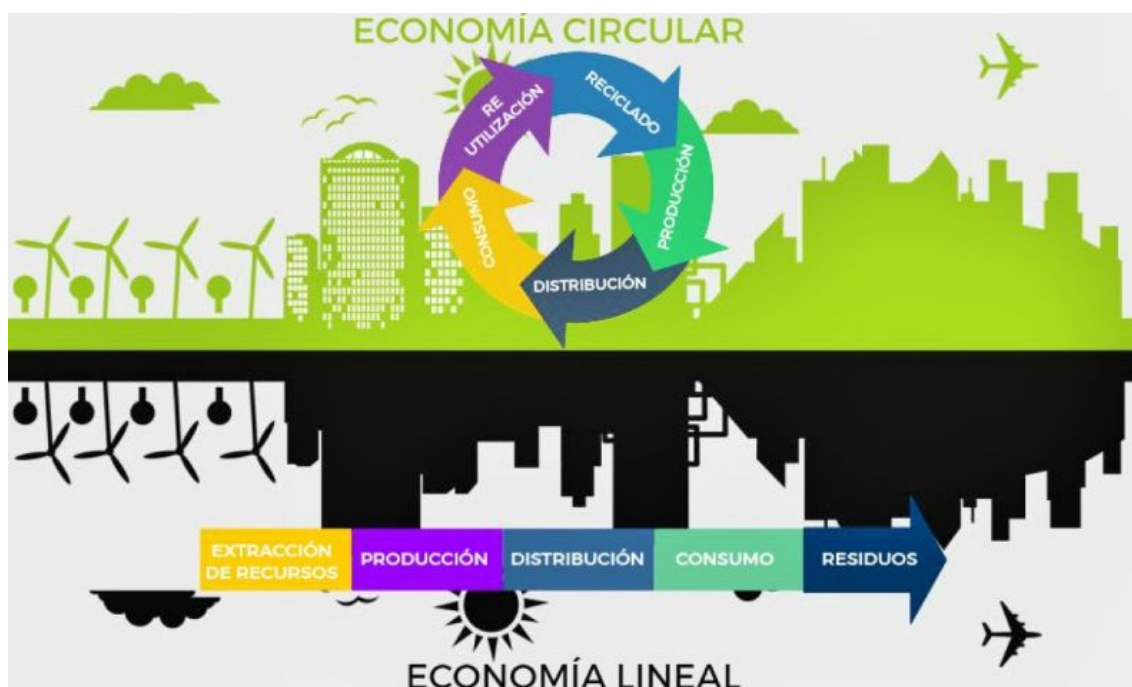 ECONOMÍA CIRCULAR
RE
UTILIZACIÓN
RECICLADO
PRODUCCIÓN
DISTRIBUCIÓN
CONSUMO
EXTRACCIÓN
DE RECURSOS
PRODUCCIÓN
DISTRIBUCIÓN
CONSUMO
RESIDUOS
ECONOMÍA LINEAL